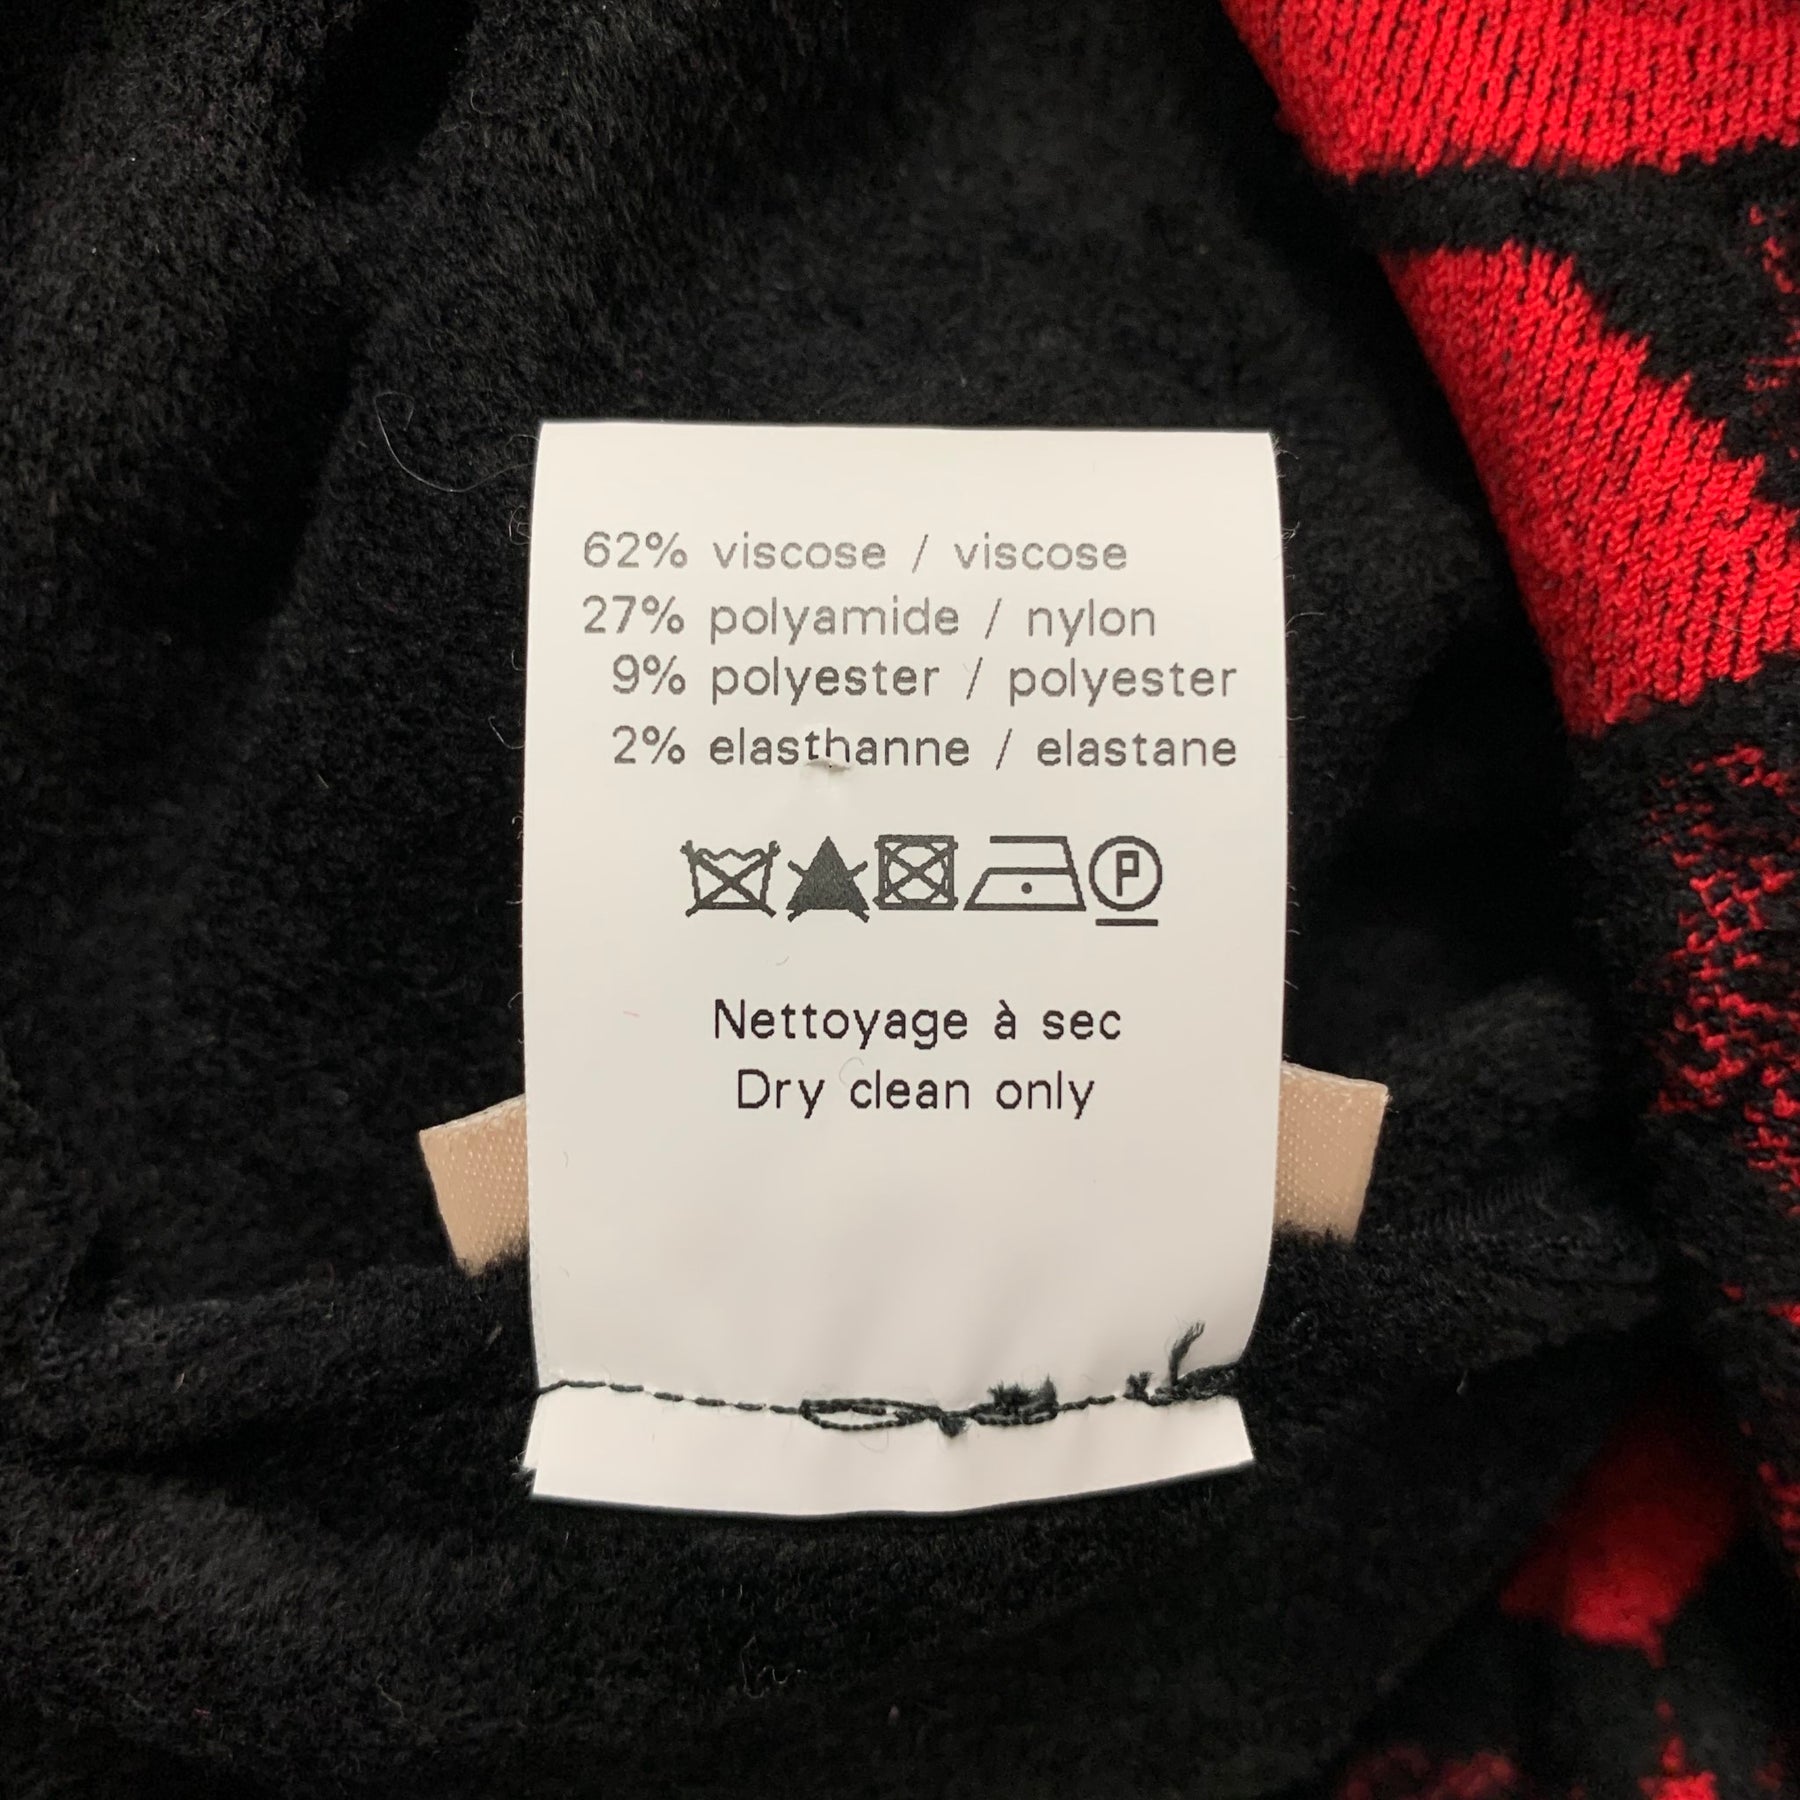 62% viscose / viscose
27% polyamide / nylon
9% polyester / polyester
2% elasthanne / elastane
P
Nettoyage à sec
Dry clean only